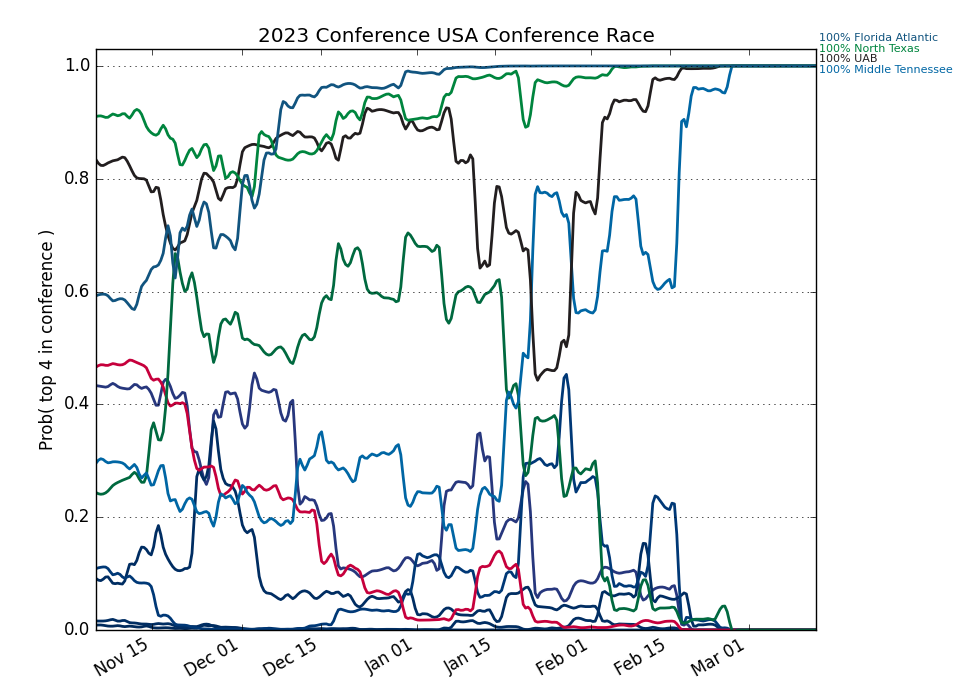 2023 Conference USA Conference Race
100% Florida Atlantic
100% North Texas
100% UAB
100% Middle Tennessee
Prob( top 4 in conference )
1.0
0.8
0.6
0.4
0.2
0.0
Nov 15
Dec 01
Dec 15
Jan 01
Jan 15
Feb 01
Feb 15
Mar 01